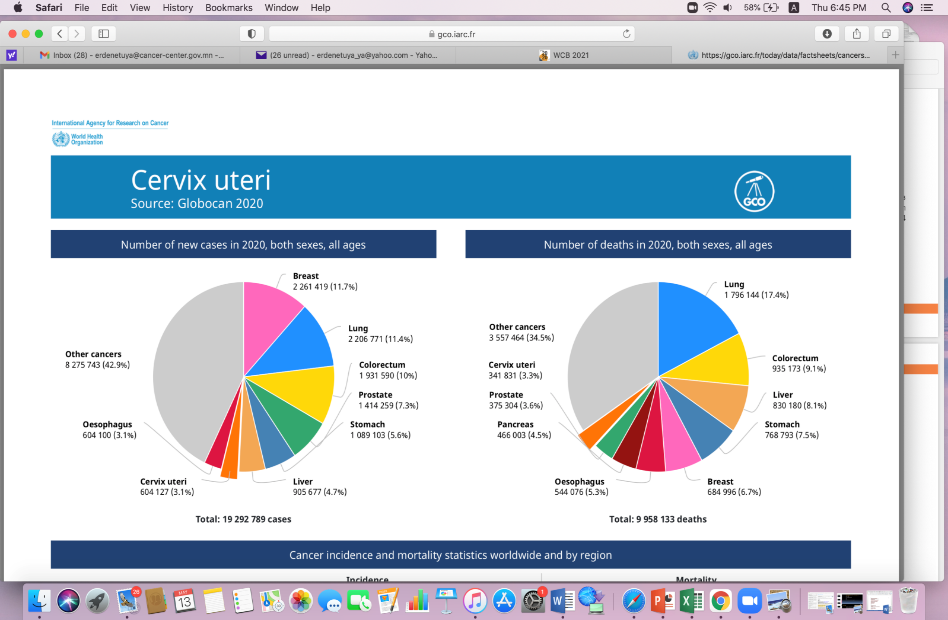 Safari File Edit View History Bookmarks Window Help
58% A Thu 6:45 PM
gco.iarc.fr
Inbox (28) - erdenetuya@cancer-center.gov.mn -...
(26 unread) - erdenetuya_ya@yahoo.com - Yaho...
WCB 2021
https://gco.iarc.fr/today/data/factsheets/cancers...
International Agency for Research on Cancer
World Health
Organization
Cervix uteri
Source: Globocan 2020
GCO
Number of new cases in 2020, both sexes, all ages
Breast
2 261 419 (11.7%)
Lung
2 206 771 (11.4%)
Other cancers
8 275 743 (42.9%)
Colorectum
1 931 590 (10%)
Prostate
1 414 259 (7.3%)
Oesophagus
604 100 (3.1%)
Stomach
1 089 103 (5.6%)
Cervix uteri
604 127 (3.1%)
Liver
905 677 (4.7%)
Total: 19 292 789 cases
Number of deaths in 2020, both sexes, all ages
Lung
1 796 144 (17.4%)
Other cancers
3 557 464 (34.5%)
Colorectum
935 173 (9.1%)
Cervix uteri
341 831 (3.3%)
Prostate
375 304 (3.6%)
Liver
830 180 (8.1%)
Pancreas
466 003 (4.5%)
Stomach
768 793 (7.5%)
Oesophagus
544 076 (5.3%)
Breast
684 996 (6.7%)
Total: 9 958 133 deaths
Cancer incidence and mortality statistics worldwide and by region
Incidence
Mortality
13